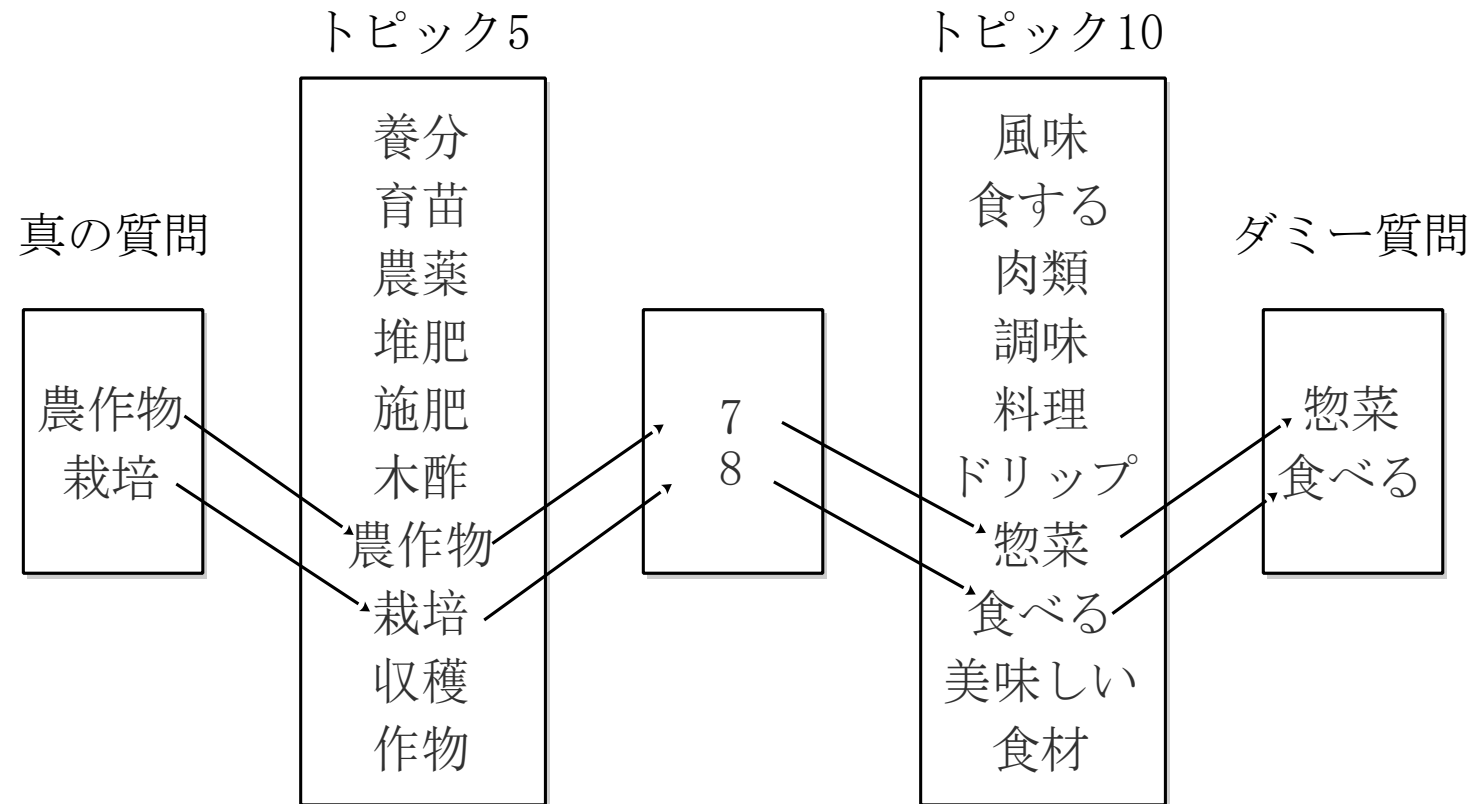 トピック5
トピック10
真の質問
ダミー質問
農作物
栽培
養分
育苗
農薬
堆肥
施肥
木酢
農作物
栽培
収穫
作物
7
8
風味
食する
肉類
調味
料理
ドリップ
惣菜
食べる
美味しい
食材
惣菜
食べる